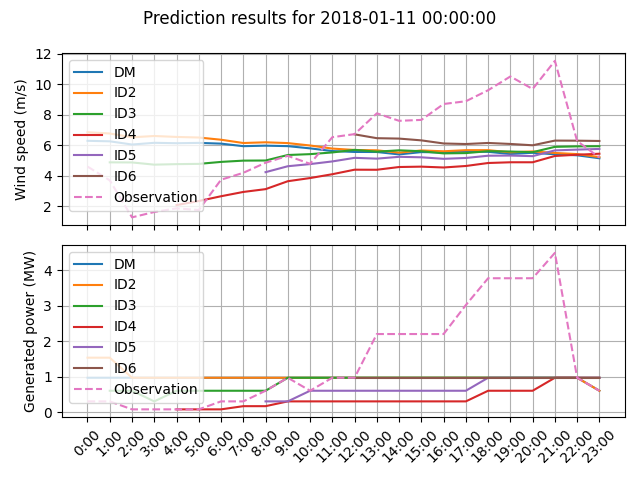 Prediction results for 2018-01-11 00:00:00
Wind speed (m/s)
12
10
8
6
4
2
DM
ID2
ID3
ID4
ID5
ID6
Observation
Generated power (MW)
4
3
2
1
0
DM
ID2
ID3
ID4
ID5
ID6
Observation
0:00 1:00 2:00 3:00 4:00 5:00 6:00 7:00 8:00 9:00 10:00 11:00 12:00 13:00 14:00 15:00 16:00 17:00 18:00 19:00 20:00 21:00 22:00 23:00